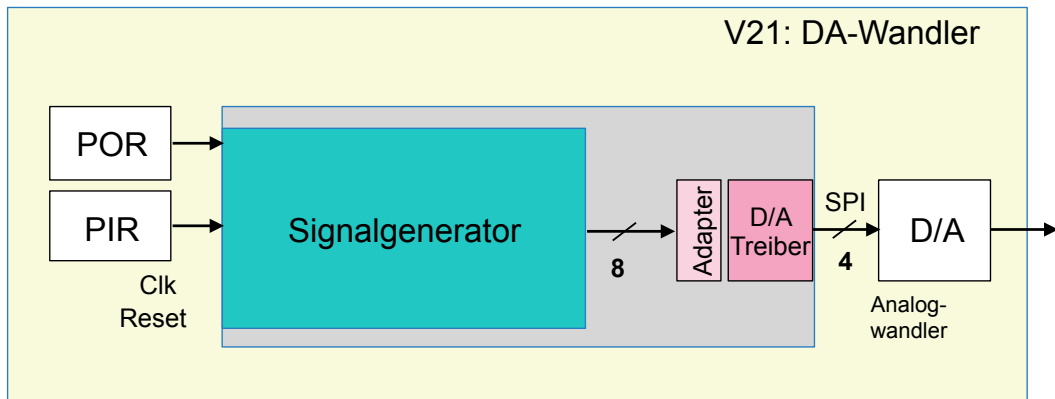 V21: DA-Wandler
POR
PIR
Clk
Reset
Signalgenerator
8
Adapter
D/A
Treiber
SPI
4
D/A
Analog-
wandler